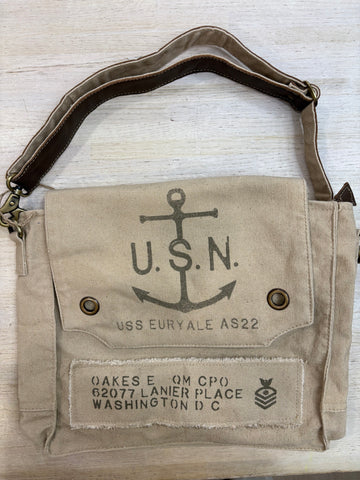 U.S.N.
USS EURYALE AS22
OAKES E QM CPO
62077 LANIER PLACE
WASHINGTON D C